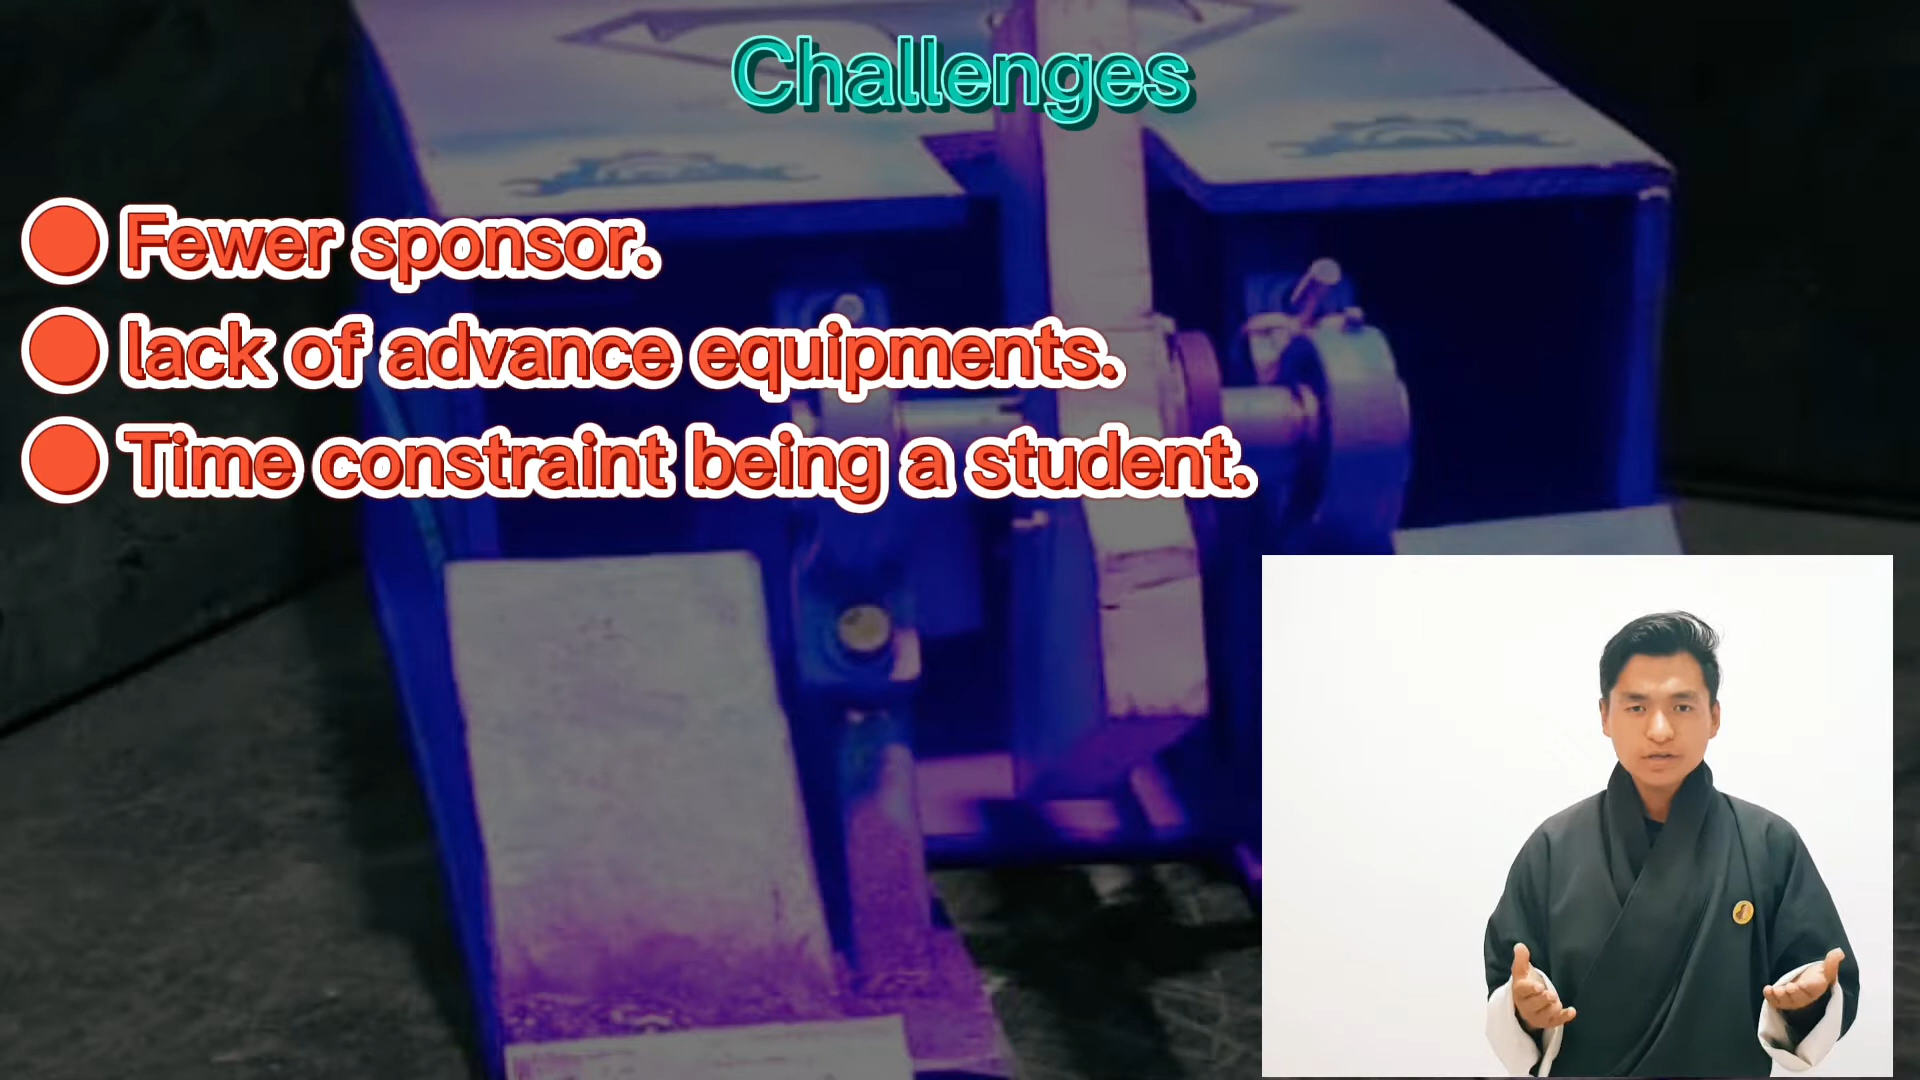 Challenges
Fewer sponsor.
lack of advance equipments.
Time constraint being a student.